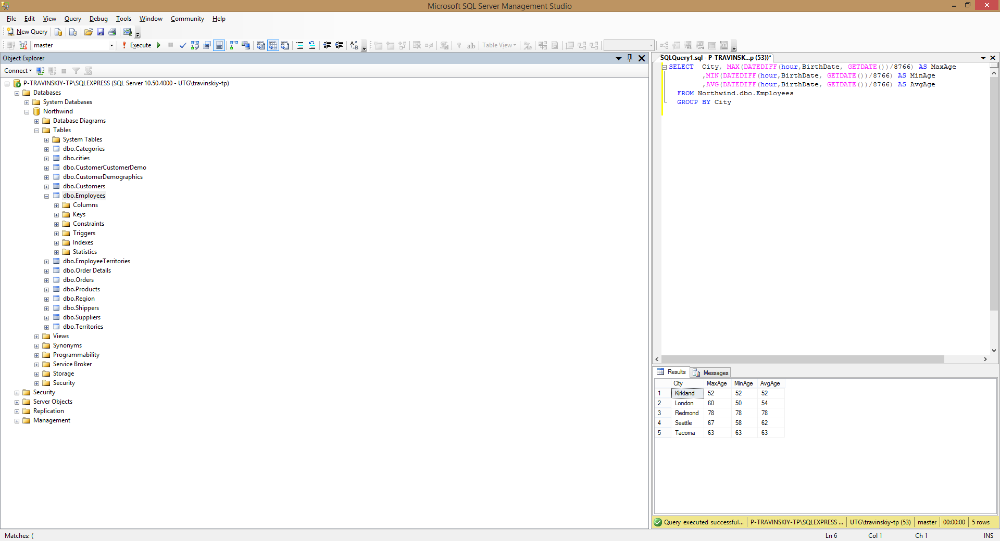 Microsoft SQL Server Management Studio
File Edit View Query Debug Tools Window Community Help
New Query
master Execute Table View
Object Explorer
Connect
P-TRAVINSKIY-TP\SQLEXPRESS (SQL Server 10.50.4000 - UTG\travinskiy-tp)
Databases
System Databases
Northwind
Database Diagrams
Tables
System Tables
dbo.Categories
dbo.cities
dbo.CustomerCustomerDemo
dbo.CustomerDemographics
dbo.Customers
dbo.Employees
Columns
Keys
Constraints
Triggers
Indexes
Statistics
dbo.EmployeeTerritories
dbo.Order Details
dbo.Orders
dbo.Products
dbo.Region
dbo.Shippers
dbo.Suppliers
dbo.Territories
Views
Synonyms
Programmability
Service Broker
Storage
Security
Security
Server Objects
Replication
Management
SQLQuery1.sql - P-TRAVINSK...p (53))*
SELECT City, MAX(DATEDIFF(hour,BirthDate, GETDATE())/8766) AS MaxAge
,MIN(DATEDIFF(hour,BirthDate, GETDATE())/8766) AS MinAge
,AVG(DATEDIFF(hour,BirthDate, GETDATE())/8766) AS AvgAge
FROM Northwind.dbo.Employees
GROUP BY City
Results Messages
City MaxAge MinAge AvgAge
1 Kirkland 52 52 52
2 London 60 50 54
3 Redmond 78 78 78
4 Seattle 67 58 62
5 Tacoma 63 63 63
Query executed successful... P-TRAVINSKIY-TP\SQLEXPRESS ... UTG\travinskiy-tp (53) master 00:00:00 5 rows
Matches: ( Ln 6 Col 1 Ch 1 INS